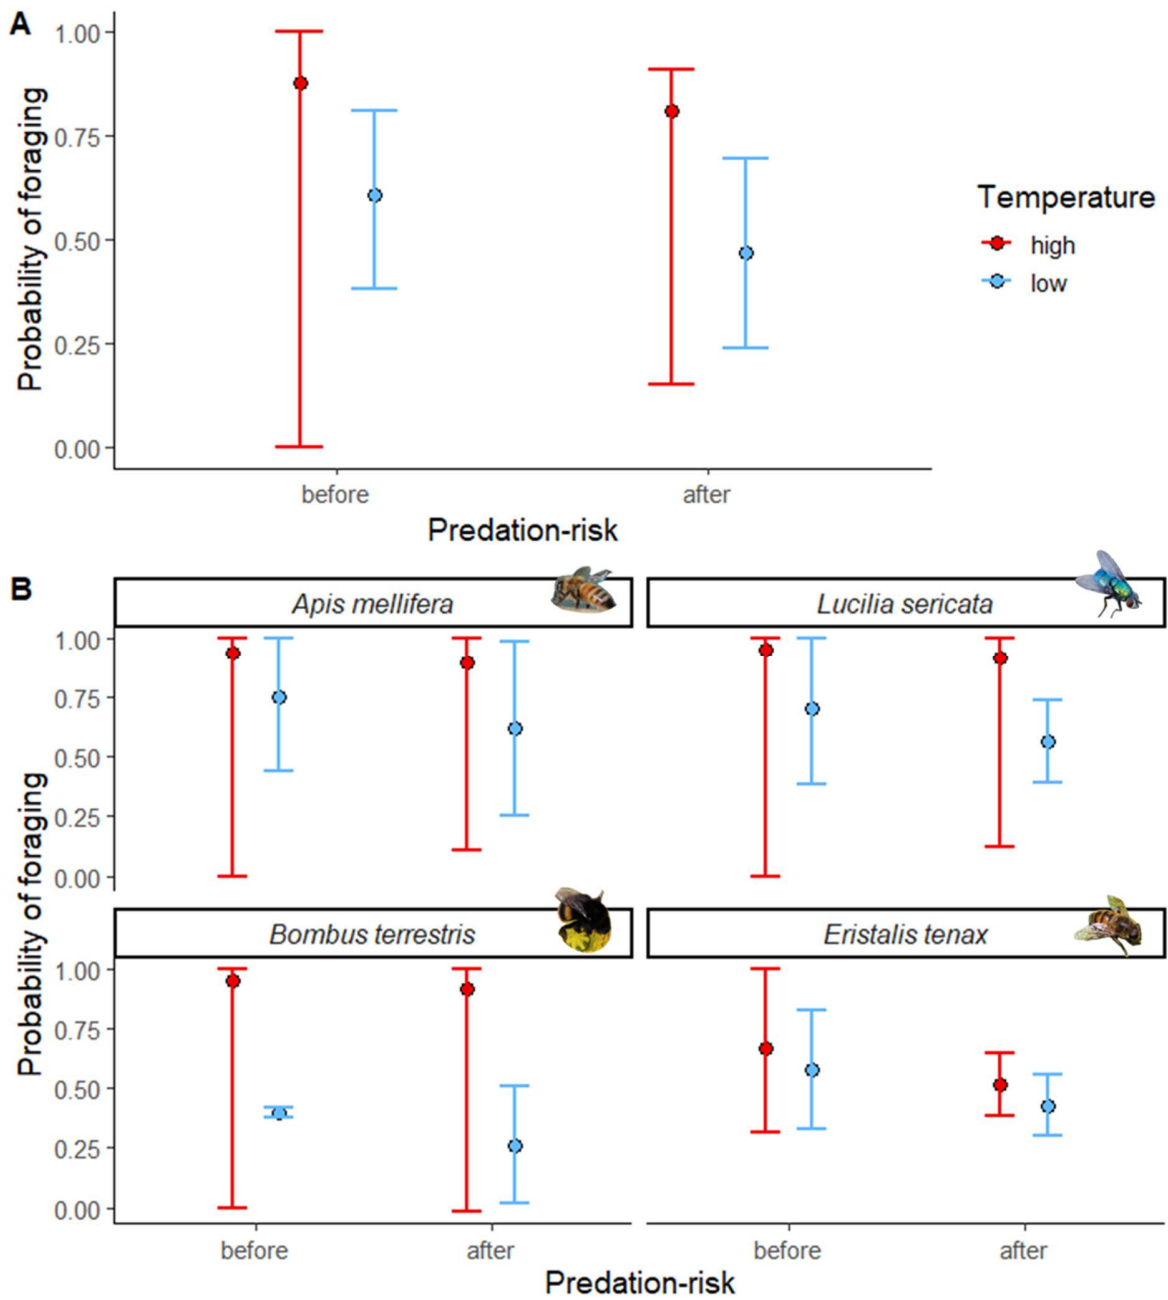 A
1.00
0.75
0.50
0.25
0.00
Probability of foraging
before
after
Predation-risk
Temperature
high
low
B
Apis mellifera
Lucilia sericata
1.00
0.75
0.50
0.25
0.00
Bombus terrestris
Eristalis tenax
1.00
0.75
0.50
0.25
0.00
Probability of foraging
before
after
before
after
Predation-risk